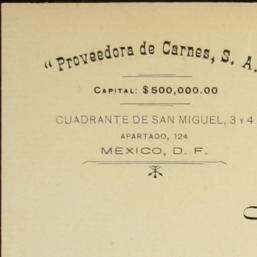 "Proveedora de Carnes, S. A.
CAPITAL: $500,000.00
CUADRANTE DE SAN MIGUEL, 3 Y 4
APARTADO, 124
MEXICO, D. F.